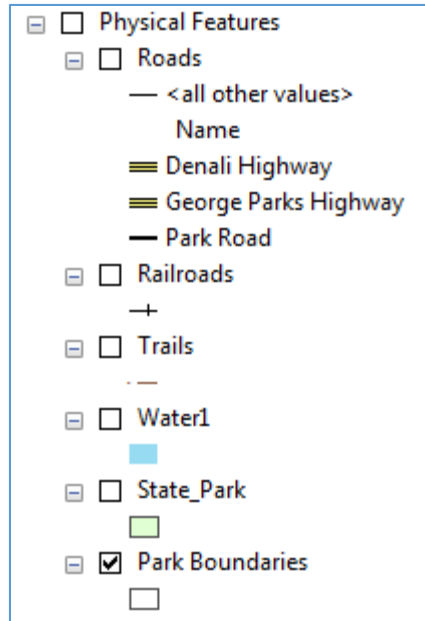 Physical Features
Roads
<all other values>
Name
Denali Highway
George Parks Highway
Park Road
Railroads
Trails
Water1
State_Park
Park Boundaries